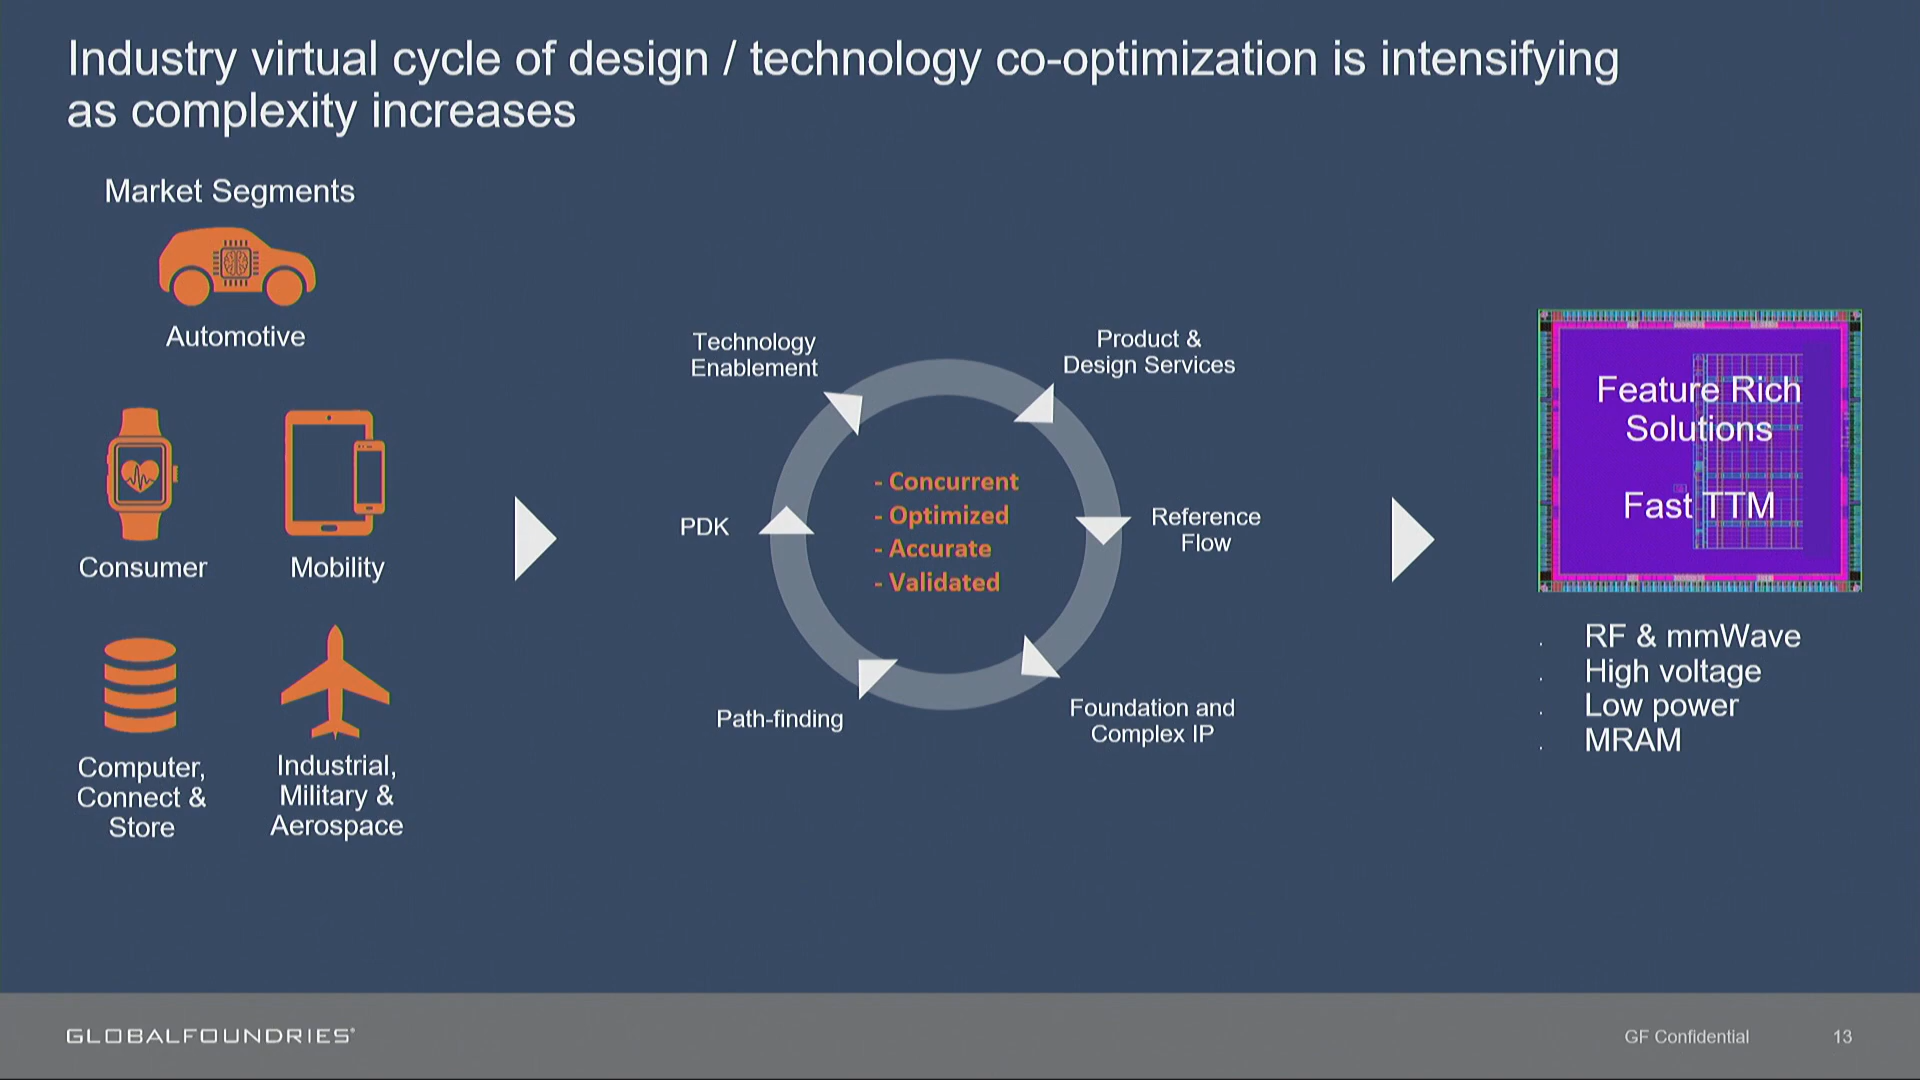 Industry virtual cycle of design / technology co-optimization is intensifying
as complexity increases
Market Segments
Automotive
Consumer
Mobility
Computer,
Connect &
Store
Industrial,
Military &
Aerospace
Technology
Enablement
Product &
Design Services
PDK
- Concurrent
- Optimized
- Accurate
- Validated
Reference
Flow
Path-finding
Foundation and
Complex IP
Feature Rich
Solutions
Fast TTM
. RF & mmWave
. High voltage
. Low power
. MRAM
GLOBALFOUNDRIES
GF Confidential
13